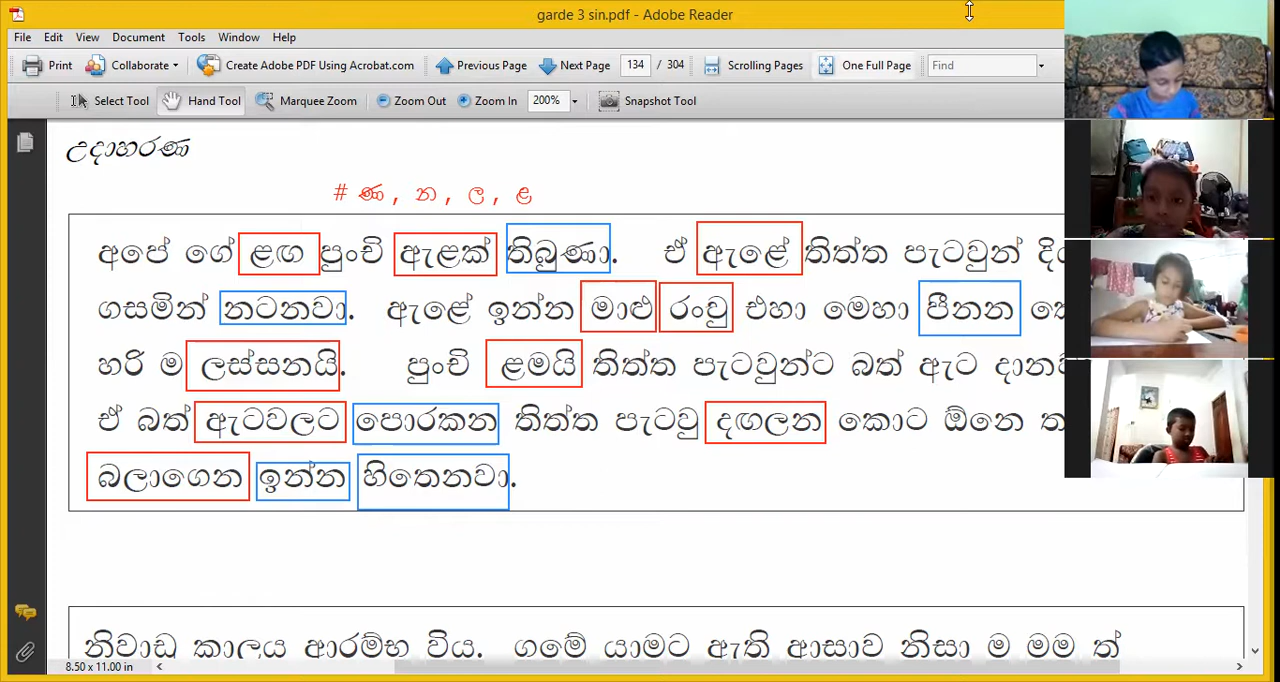 garde 3 sin.pdf - Adobe Reader
File Edit View Document Tools Window Help
Print Collaborate Create Adobe PDF Using Acrobat.com Previous Page Next Page 134 / 304 Scrolling Pages One Full Page Find
Select Tool Hand Tool Marquee Zoom Zoom Out Zoom In 200% Snapshot Tool
උදාහරණ
# ණ , න , ල , ළ
අපේ ගේ ළඟ පුංචි ඇළක් තිබුණා. ඒ ඇළේ තිත්ත පැටවුන්
ගසමින් නටනවා. ඇළේ ඉන්න මාළු රංචු එහා මෙහා පීනන
හරි ම ලස්සනයි. පුංචි ළමයි තිත්ත පැටවුන්ට බත් ඇට
ඒ බත් ඇටවලට පොරකන තිත්ත පැටවු දඟලන කොට ඕනෙ
බලාගෙන ඉන්න හිතෙනවා.
නිවාඩු කාලය ආරම්භ විය. ගමේ යාමට ඇති ආසාව නිසා ම මම
8.50 x 11.00 in